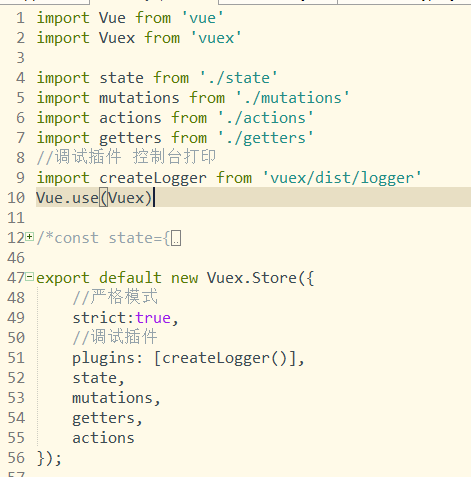 1 import Vue from 'vue'
2 import Vuex from 'vuex'
3
4 import state from './state'
5 import mutations from './mutations'
6 import actions from './actions'
7 import getters from './getters'
8 //调试插件 控制台打印
9 import createLogger from 'vuex/dist/logger'
10 Vue.use(Vuex)
11
12 /*const state={
46
47 export default new Vuex.Store({
48 //严格模式
49 strict:true,
50 //调试插件
51 plugins: [createLogger()],
52 state,
53 mutations,
54 getters,
55 actions
56 });
57